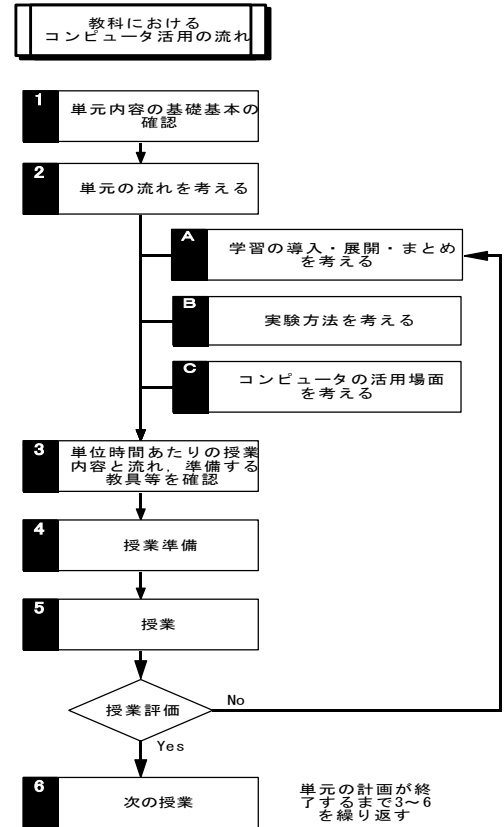 教科における
コンピュータ活用の流れ
1
単元内容の基礎基本の
確認
2
単元の流れを考える
A
学習の導入・展開・まとめ
を考える
B
実験方法を考える
C
コンピュータの活用場面
を考える
3
単位時間あたりの授業
内容と流れ，準備する
教具等を確認
4
授業準備
5
授業
授業評価
No
Yes
6
次の授業
単元の計画が終
了するまで3～6
を繰り返す